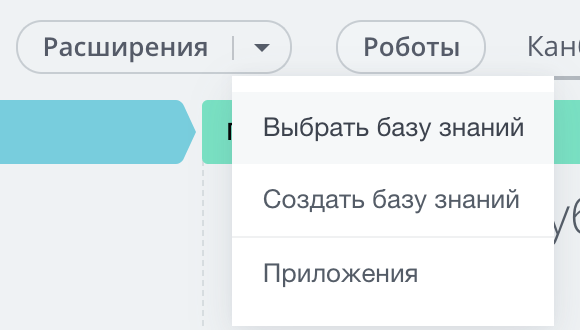 Расширения
Роботы
Выбрать базу знаний
Создать базу знаний
Приложения